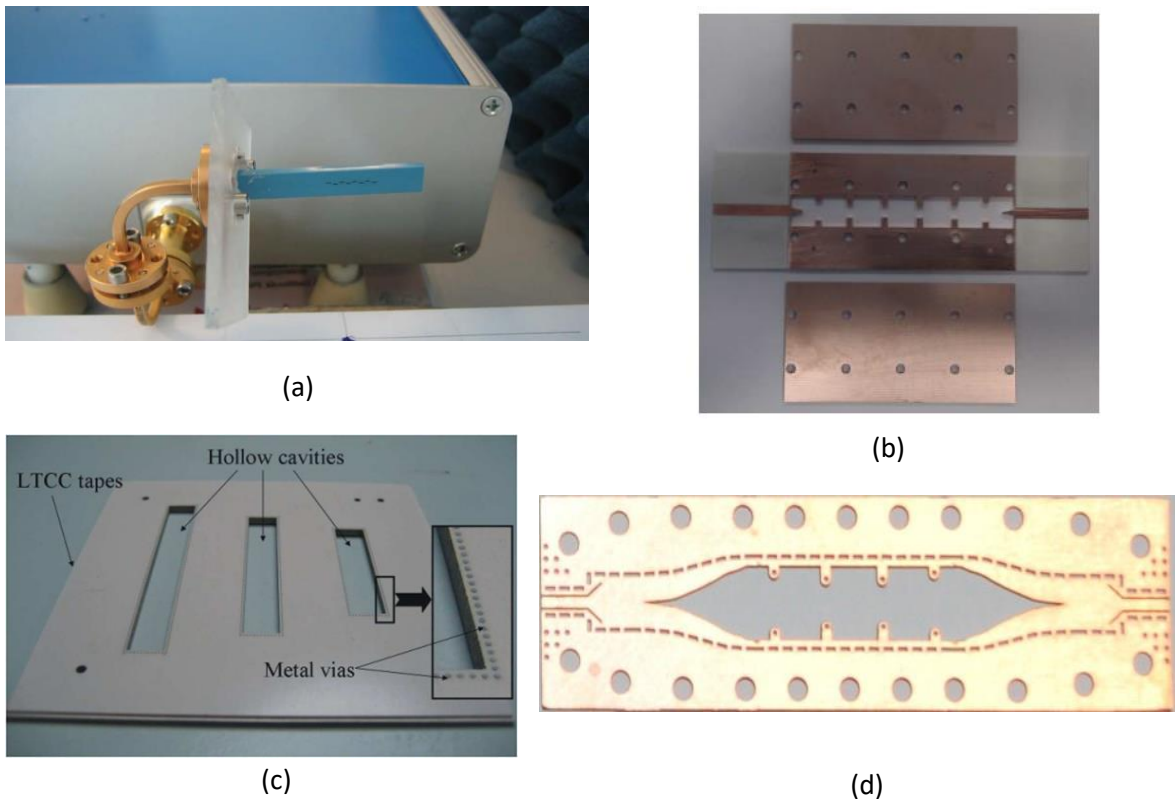 (a)
(b)
Hollow cavities
LTCC tapes
Metal vias
(c)
(d)